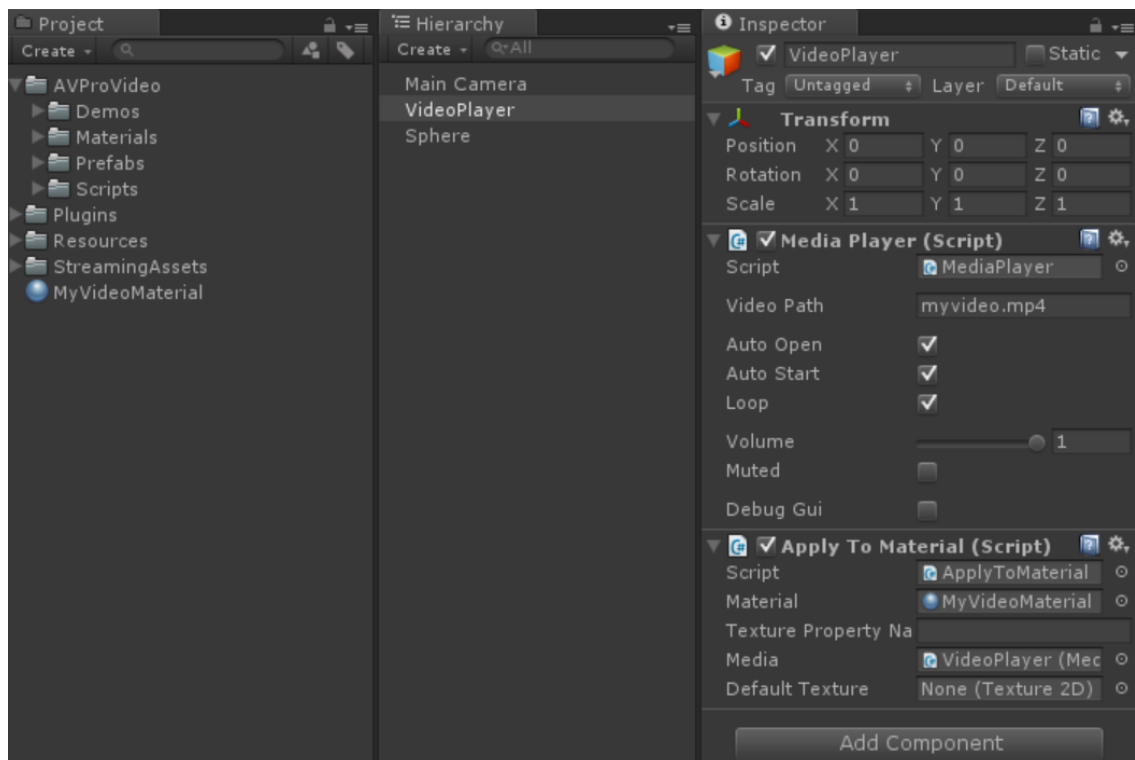 Project
Create
AVProVideo
Demos
Materials
Prefabs
Scripts
Plugins
Resources
StreamingAssets
MyVideoMaterial
Hierarchy
Create All
Main Camera
VideoPlayer
Sphere
Inspector
VideoPlayer Static
Tag Untagged Layer Default
Transform
Position X 0 Y 0 Z 0
Rotation X 0 Y 0 Z 0
Scale X 1 Y 1 Z 1
Media Player (Script)
Script MediaPlayer
Video Path myvideo.mp4
Auto Open
Auto Start
Loop
Volume 1
Muted
Debug Gui
Apply To Material (Script)
Script ApplyToMaterial
Material MyVideoMaterial
Texture Property Na
Media VideoPlayer (Mec
Default Texture None (Texture 2D)
Add Component